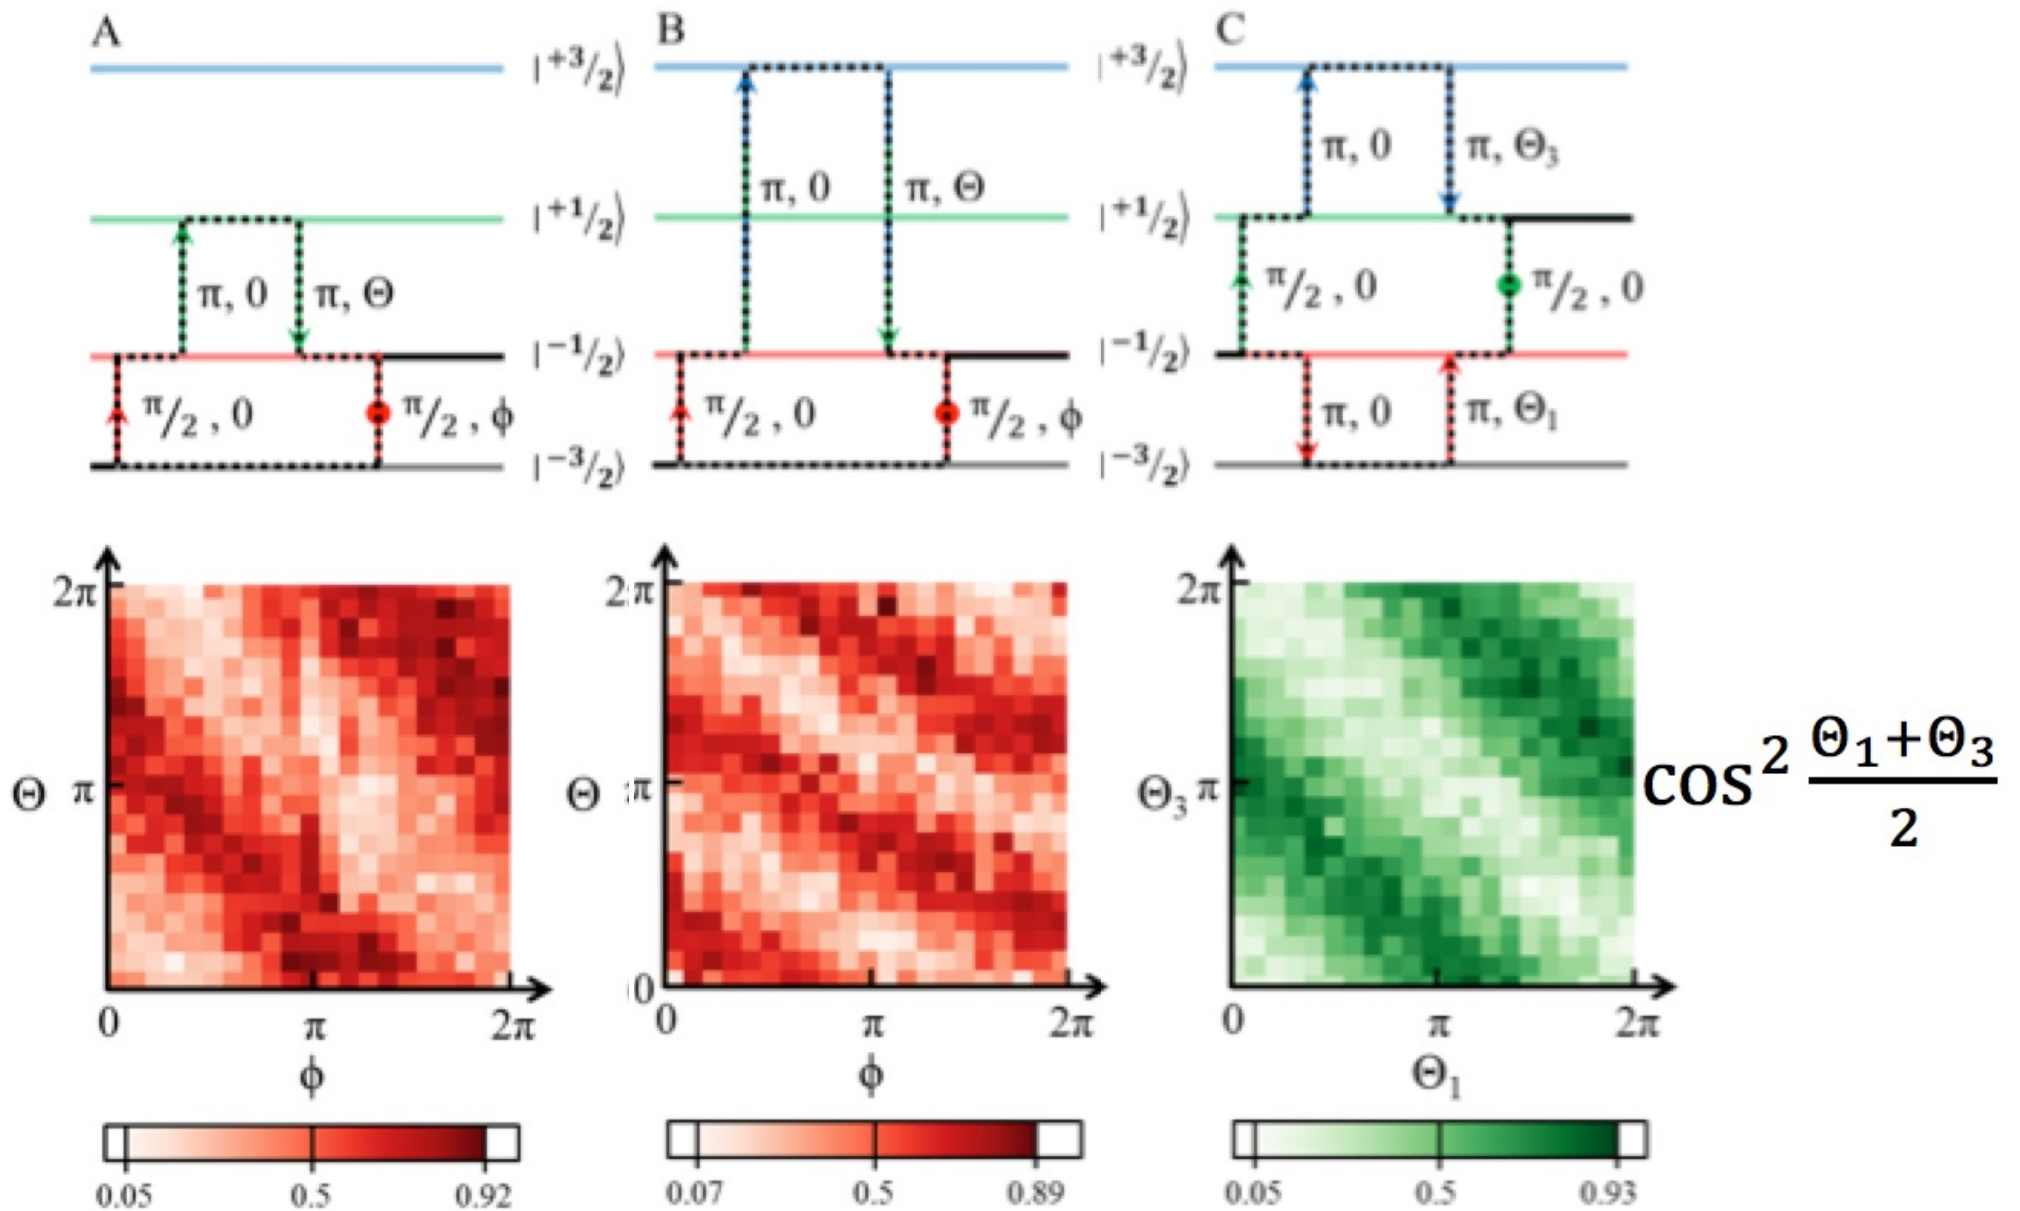 A
B
C
|+3/2⟩
|+3/2⟩
π, 0
π, Θ
π, 0
π, Θ₃
|+1/2⟩
|+1/2⟩
π, 0
π, Θ
π/2 , 0
π/2 , 0
|−1/2⟩
|−1/2⟩
π/2 , 0
π/2 , ϕ
π/2 , 0
π/2 , ϕ
π, 0
π, Θ₁
|−3/2⟩
|−3/2⟩
2π
Θ π
0 π 2π
ϕ
0.05 0.5 0.92
2π
Θ π
0
0 π 2π
ϕ
0.07 0.5 0.89
2π
Θ₃ π
0 π 2π
Θ₁
0.05 0.5 0.93
cos² Θ₁+Θ₃
2